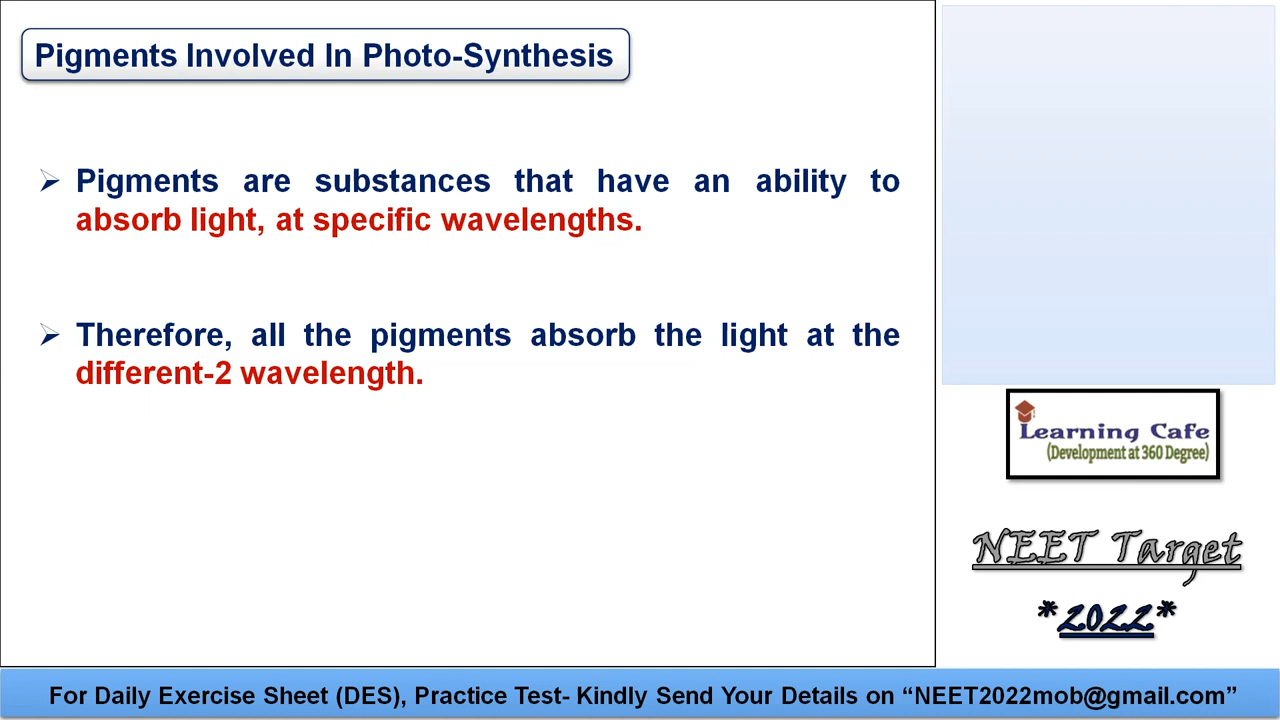 Pigments Involved In Photo-Synthesis
Pigments are substances that have an ability to
absorb light, at specific wavelengths.
Therefore, all the pigments absorb the light at the
different-2 wavelength.
Learning Cafe
(Development at 360 Degree)
NEET Target
*2022*
For Daily Exercise Sheet (DES), Practice Test- Kindly Send Your Details on “NEET2022mob@gmail.com”